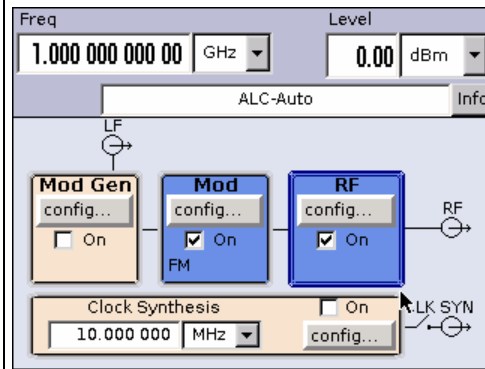 Freq Level
1.000 000 000 00 GHz 0.00 dBm
ALC-Auto Info
LF
Mod Gen Mod RF
config... config... config... RF
On On On
FM
Clock Synthesis On CLK SYN
10.000 000 MHz config...